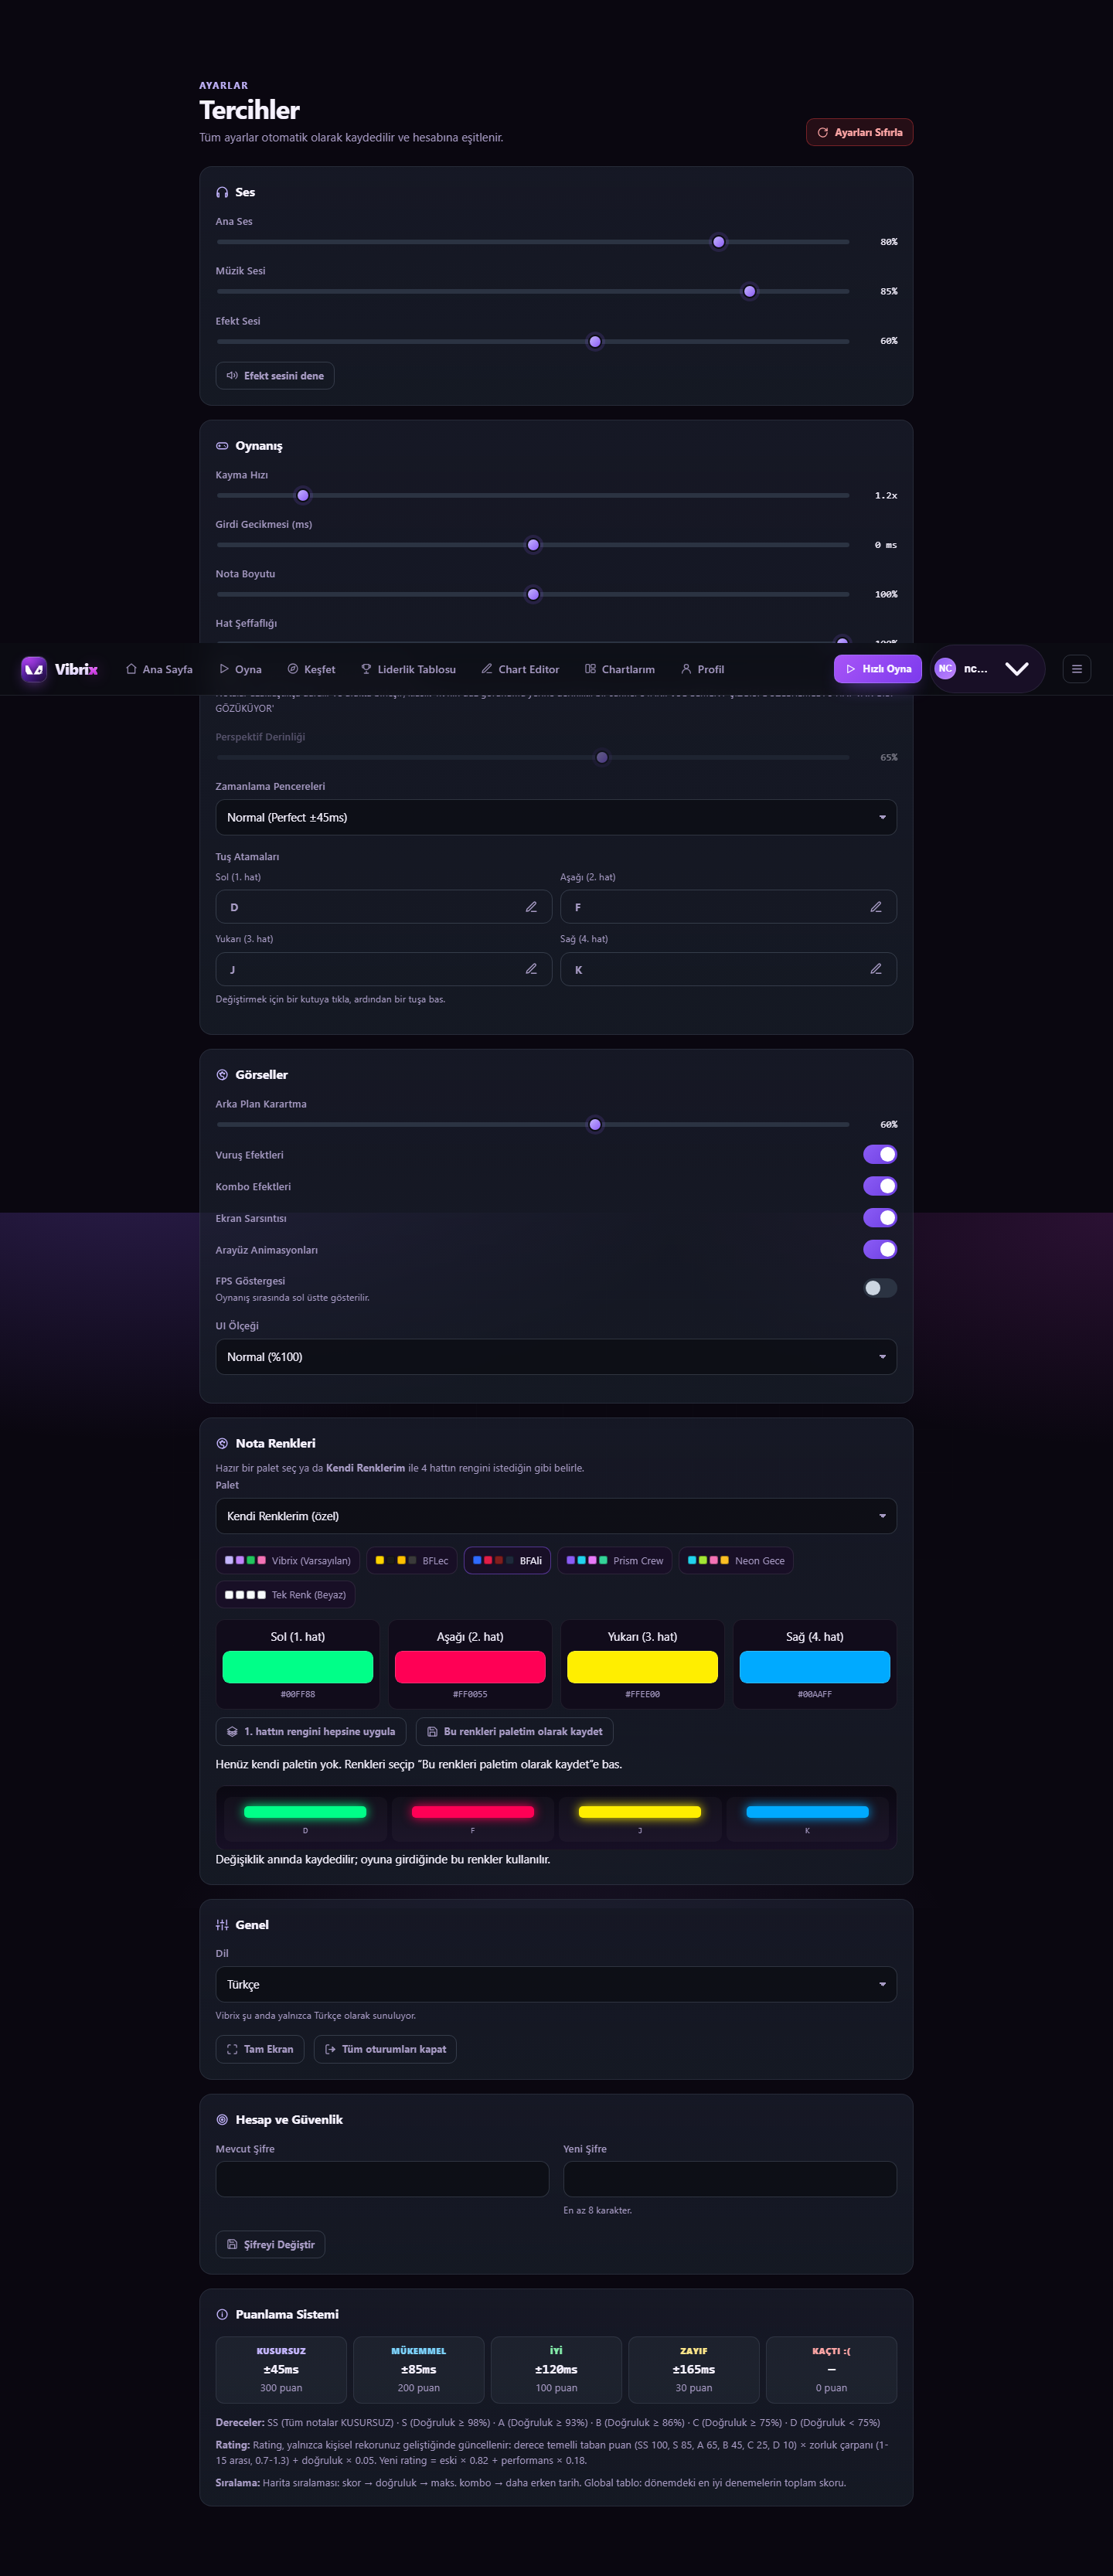 AYARLAR
Tercihler
Tüm ayarlar otomatik olarak kaydedilir ve hesabına eşitlenir.
Ayarları Sıfırla
Ses
Ana Ses
80%
Müzik Sesi
85%
Efekt Sesi
60%
Efekt sesini dene
Oynanış
Kayma Hızı
1.2x
Girdi Gecikmesi (ms)
0 ms
Nota Boyutu
100%
Hat Şeffaflığı
Vibrix
Ana Sayfa
Oyna
Keşfet
Liderlik Tablosu
Chart Editor
Chartlarım
Profil
Hızlı Oyna
NC
nc...
GÖZÜKÜYOR'
Perspektif Derinliği
65%
Zamanlama Pencereleri
Normal (Perfect ±45ms)
Tuş Atamaları
Sol (1. hat)
Aşağı (2. hat)
D
F
Yukarı (3. hat)
Sağ (4. hat)
J
K
Değiştirmek için bir kutuya tıkla, ardından bir tuşa bas.
Görseller
Arka Plan Karartma
60%
Vuruş Efektleri
Kombo Efektleri
Ekran Sarsıntısı
Arayüz Animasyonları
FPS Göstergesi
Oynanış sırasında sol üstte gösterilir.
UI Ölçeği
Normal (%100)
Nota Renkleri
Hazır bir palet seç ya da Kendi Renklerim ile 4 hattın rengini istediğin gibi belirle.
Palet
Kendi Renklerim (özel)
Vibrix (Varsayılan)
BFLec
BFAli
Prism Crew
Neon Gece
Tek Renk (Beyaz)
Sol (1. hat)
Aşağı (2. hat)
Yukarı (3. hat)
Sağ (4. hat)
#00FF88
#FF0055
#FFEE00
#00AAFF
1. hattın rengini hepsine uygula
Bu renkleri paletim olarak kaydet
Henüz kendi paletin yok. Renkleri seçip "Bu renkleri paletim olarak kaydet"e bas.
D
F
J
K
Değişiklik anında kaydedilir; oyuna girdiğinde bu renkler kullanılır.
Genel
Dil
Türkçe
Vibrix şu anda yalnızca Türkçe olarak sunuluyor.
Tam Ekran
Tüm oturumları kapat
Hesap ve Güvenlik
Mevcut Şifre
Yeni Şifre
En az 8 karakter.
Şifreyi Değiştir
Puanlama Sistemi
KUSURSUZ
±45ms
300 puan
MÜKEMMEL
±85ms
200 puan
İYİ
±120ms
100 puan
ZAYIF
±165ms
30 puan
KAÇTI :(
—
0 puan
Dereceler: SS (Tüm notalar KUSURSUZ) · S (Doğruluk ≥ 98%) · A (Doğruluk ≥ 93%) · B (Doğruluk ≥ 86%) · C (Doğruluk ≥ 75%) · D (Doğruluk < 75%)
Rating: Rating, yalnızca kişisel rekorunuz geliştiğinde güncellenir: derece temelli taban puan (SS 100, S 85, A 65, B 45, C 25, D 10) × zorluk çarpanı (1-
15 arası, 0.7-1.3) + doğruluk × 0.05. Yeni rating = eski × 0.82 + performans × 0.18.
Sıralama: Harita sıralaması: skor → doğruluk → maks. kombo → daha erken tarih. Global tablo: dönemdeki en iyi denemelerin toplam skoru.